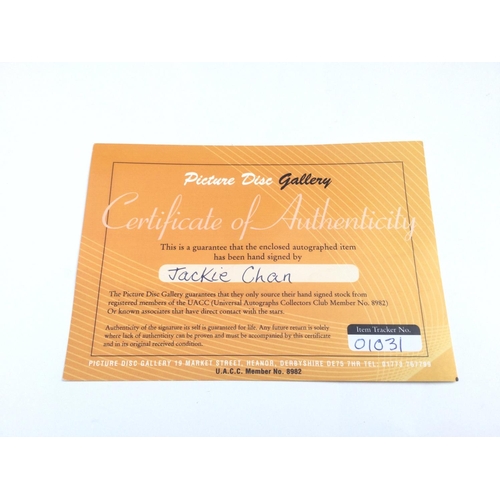 Picture Disc Gallery
Certificate of Authenticity
This is a guarantee that the enclosed autographed item
has been hand signed by
Jackie Chan
The Picture Disc Gallery guarantees that they only source their hand signed stock from
registered members of the UACC (Universal Autographs Collectors Club Member No. 8982)
Or known associates that have direct contact with the stars.
Authenticity of the signature its self is guaranteed for life. Any future return is solely
where lack of authenticity can be proven and must be accompanied by this certificate
and in its original received condition.
Item Tracker No.
01031
PICTURE DISC GALLERY 19 MARKET STREET, HEANOR, DERBYSHIRE DE75 7HR TEL: 01773
U.A.C.C. Member No. 8982